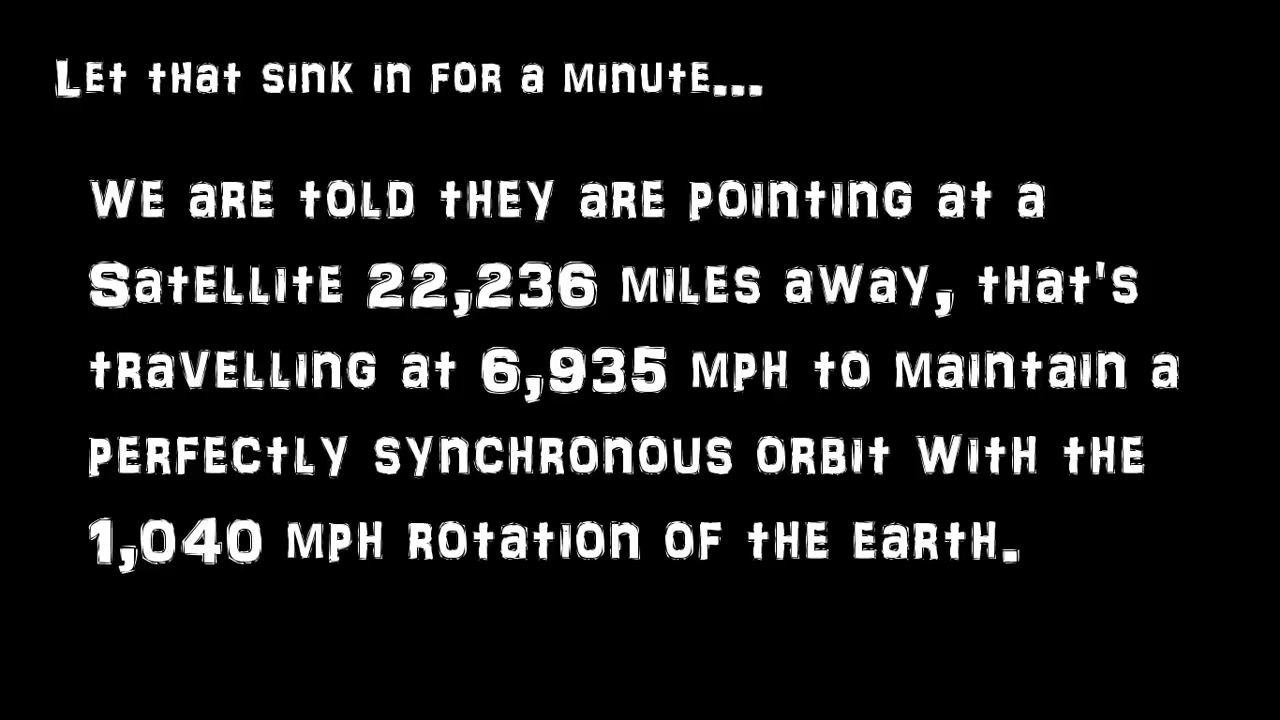 Let that sink in for a minute...
we are told they are pointing at a
Satellite 22,236 miles away, that's
travelling at 6,935 mph to maintain a
perfectly synchronous orbit with the
1,040 mph rotation of the earth.